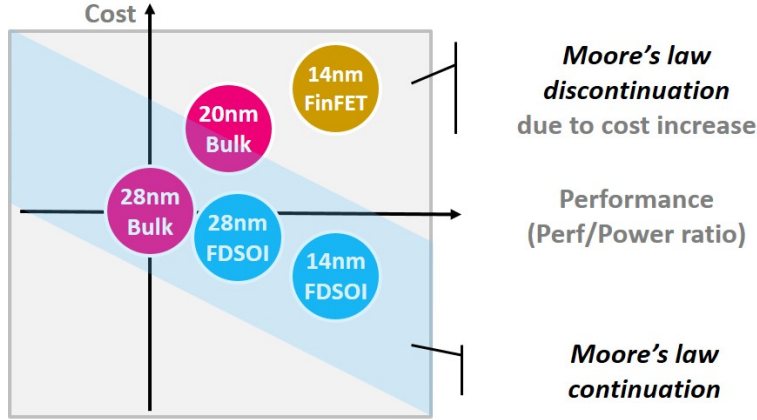 Cost
14nm
FinFET
20nm
Bulk
28nm
Bulk
28nm
FDSOI
14nm
FDSOI
Moore's law
discontinuation
due to cost increase
Performance
(Perf/Power ratio)
Moore's law
continuation